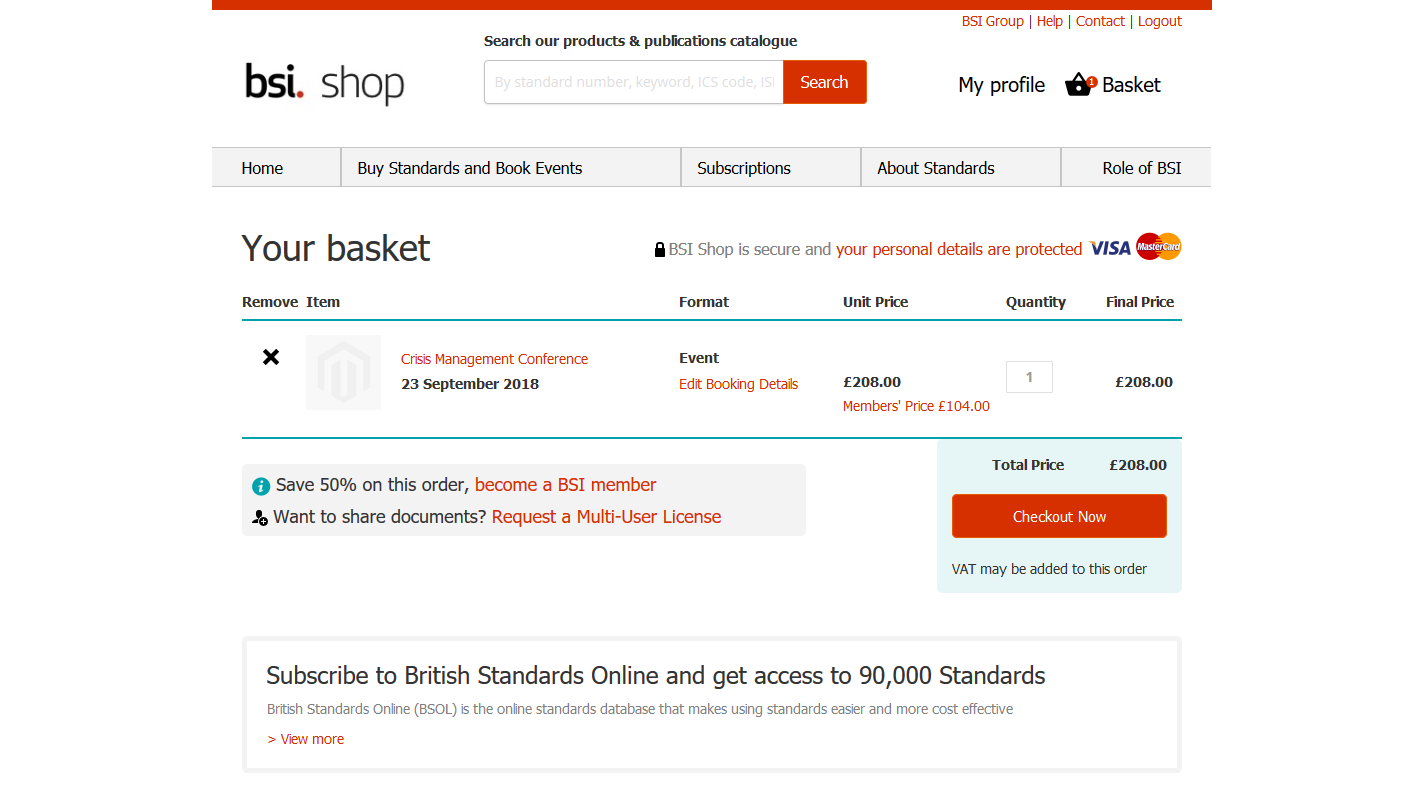 BSI Group | Help | Contact | Logout
Search our products & publications catalogue
bsi. shop
By standard number, keyword, ICS code, ISI
Search
My profile
1
Basket
Home
Buy Standards and Book Events
Subscriptions
About Standards
Role of BSI
Your basket
BSI Shop is secure and your personal details are protected
VISA
MasterCard
Remove Item Format Unit Price Quantity Final Price
Crisis Management Conference
23 September 2018
Event
Edit Booking Details
£208.00
Members' Price £104.00
1
£208.00
Total Price £208.00
Checkout Now
VAT may be added to this order
Save 50% on this order, become a BSI member
Want to share documents? Request a Multi-User License
Subscribe to British Standards Online and get access to 90,000 Standards
British Standards Online (BSOL) is the online standards database that makes using standards easier and more cost effective
> View more